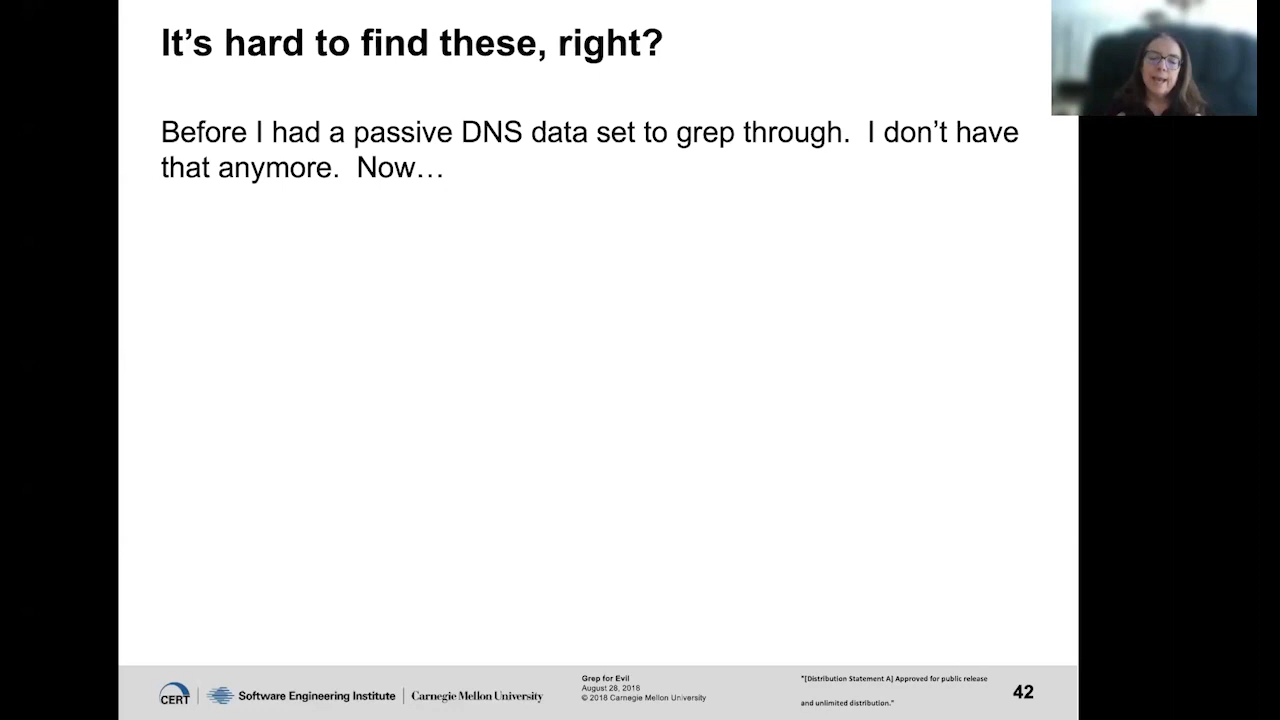 It’s hard to find these, right?
Before I had a passive DNS data set to grep through.  I don’t have
that anymore.  Now…
CERT
Software Engineering Institute
Carnegie Mellon University
Grep for Evil
August 28, 2018
© 2018 Carnegie Mellon University
"[Distribution Statement A] Approved for public release
and unlimited distribution."
42